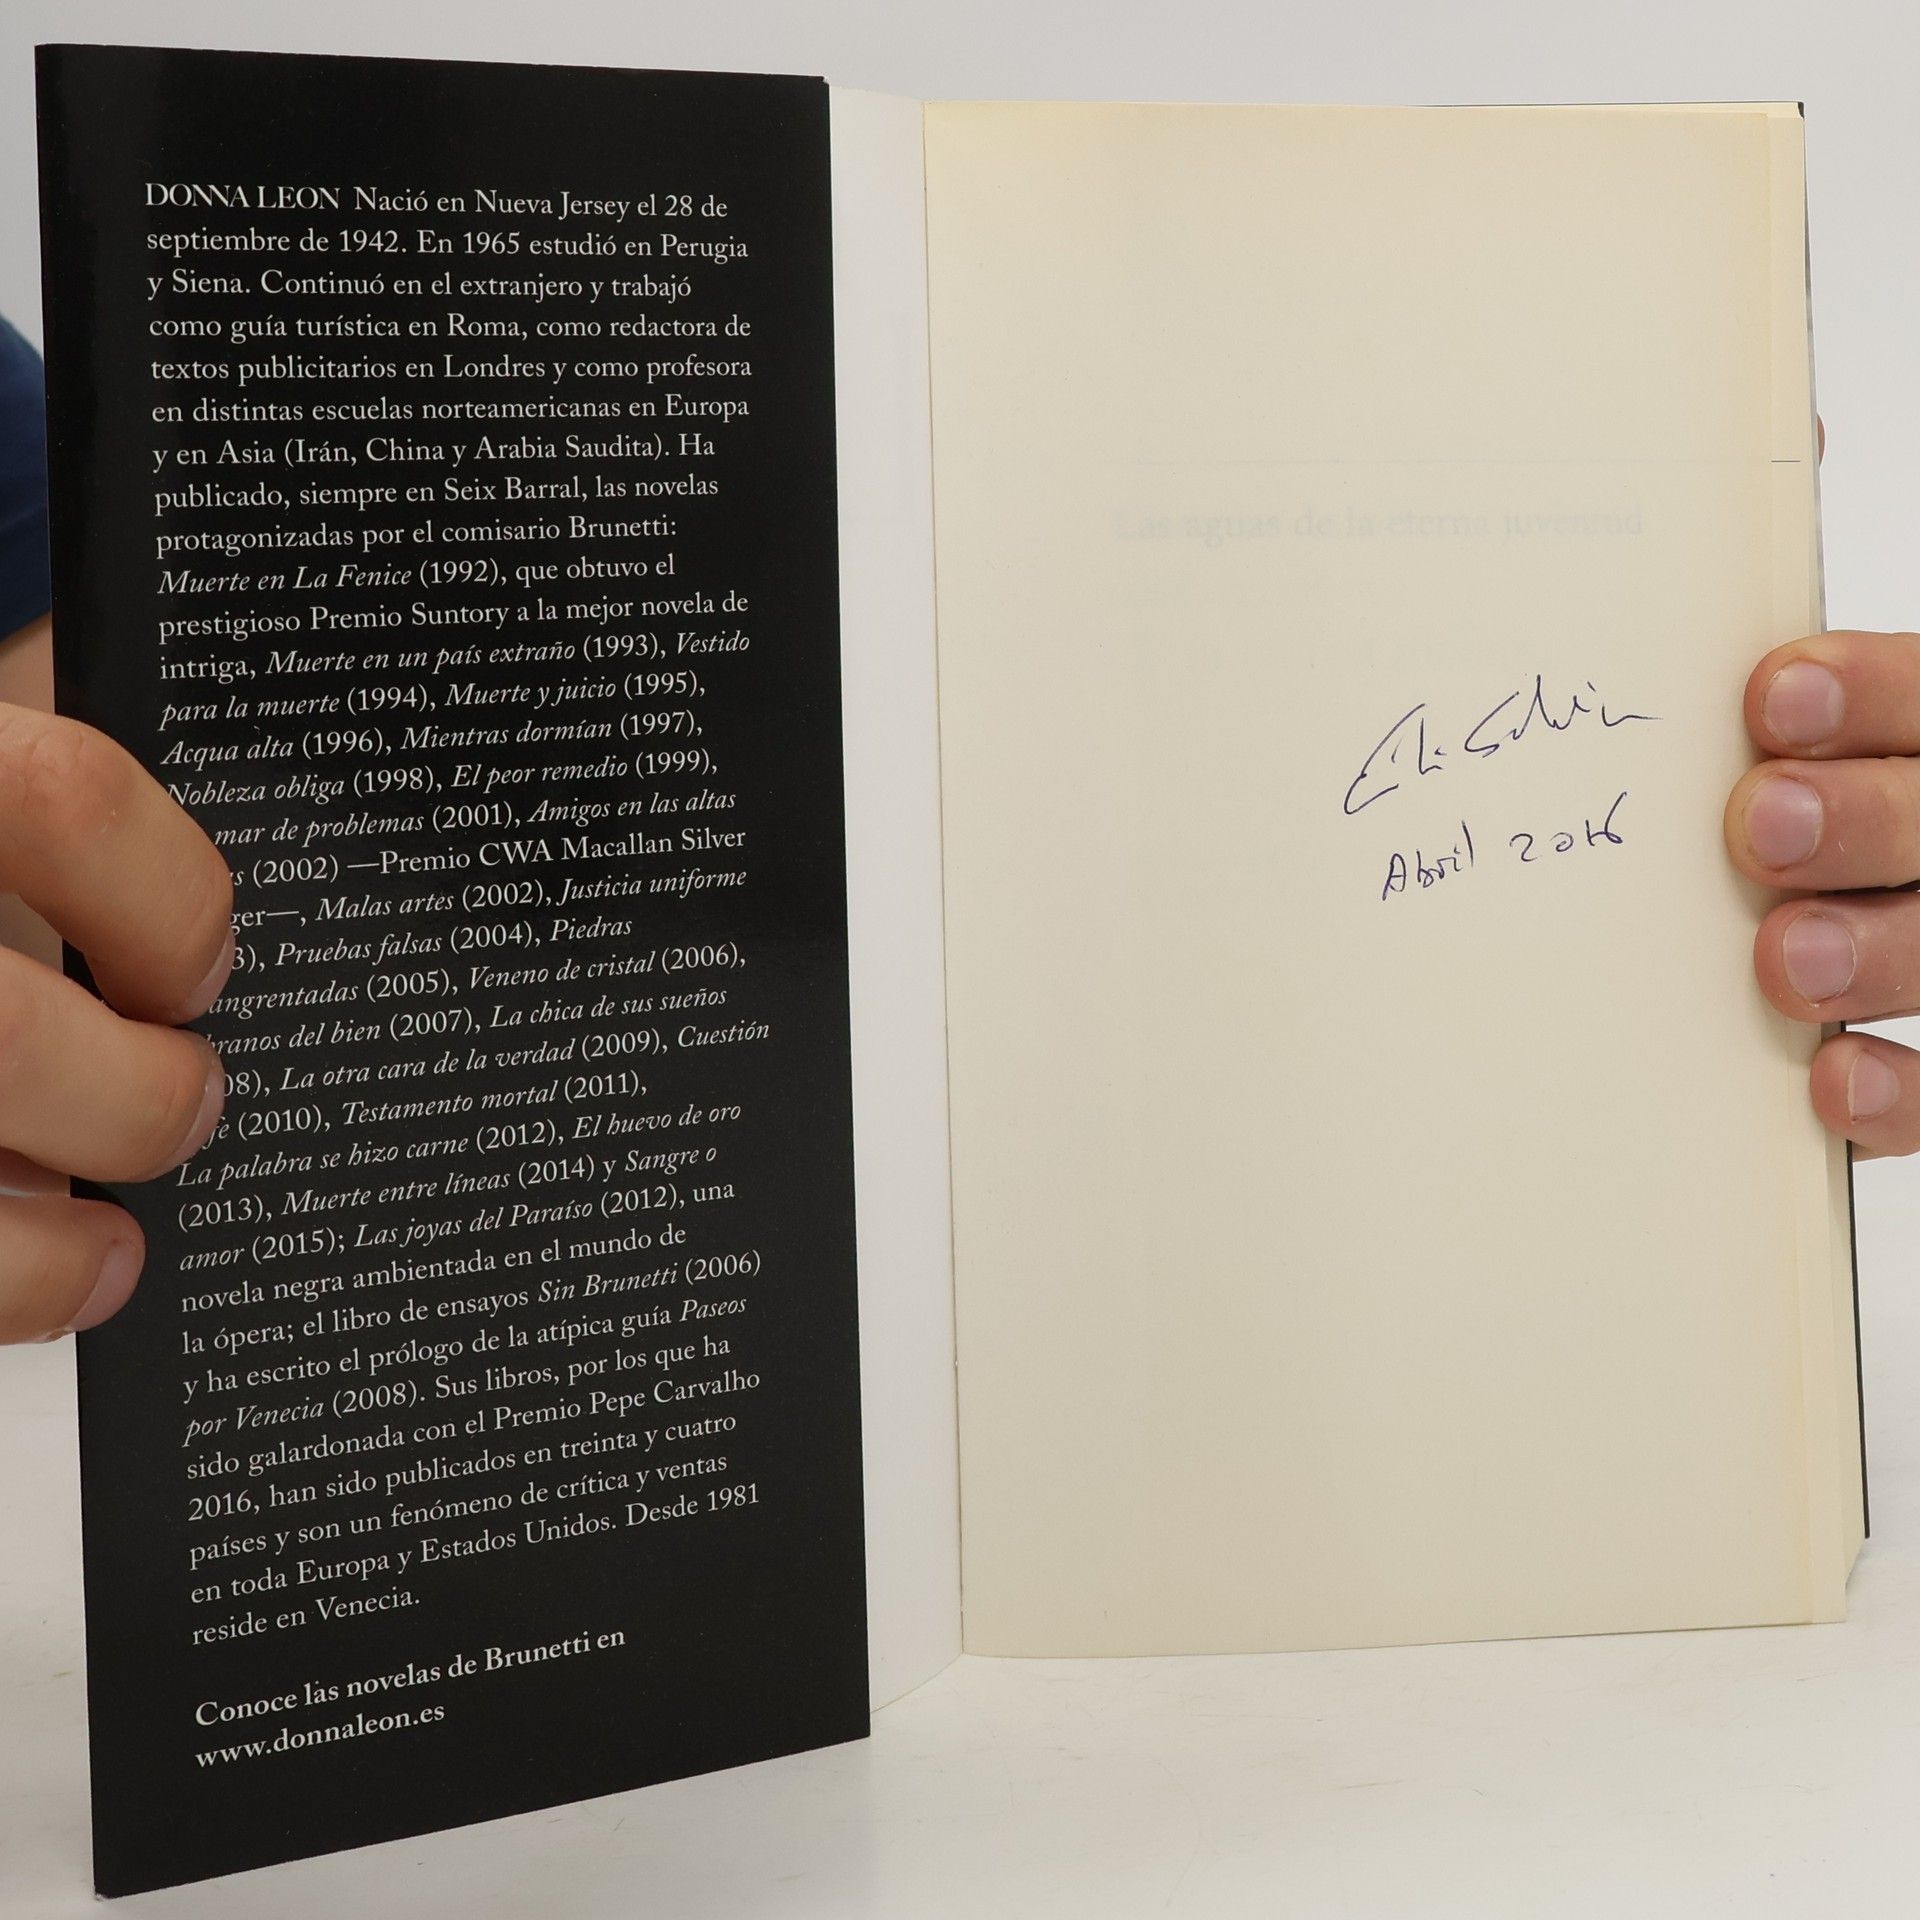 DONNA LEON Nació en Nueva Jersey el 28 de
septiembre de 1942. En 1965 estudió en Perugia
y Siena. Continuó en el extranjero y trabajó
como guía turística en Roma, como redactora de
textos publicitarios en Londres y como profesora
en distintas escuelas norteamericanas en Europa
y en Asia (Irán, China y Arabia Saudita). Ha
publicado, siempre en Seix Barral, las novelas
protagonizadas por el comisario Brunetti:
Muerte en La Fenice (1992), que obtuvo el
prestigioso Premio Suntory a la mejor novela de
intriga, Muerte en un país extraño (1993), Vestido
para la muerte (1994), Muerte y juicio (1995),
Acqua alta (1996), Mientras dormían (1997),
Nobleza obliga (1998), El peor remedio (1999),
mar de problemas (2001), Amigos en las altas
(2002) —Premio CWA Macallan Silver
Malas artes (2002), Justicia uniforme
Pruebas falsas (2004), Piedras
(2005), Veneno de cristal (2006),
del bien (2007), La chica de sus sueños
La otra cara de la verdad (2009), Cuestión
fe (2010), Testamento mortal (2011),
La palabra se hizo carne (2012), El huevo de oro
(2013), Muerte entre líneas (2014) y Sangre o
amor (2015); Las joyas del Paraíso (2012), una
novela negra ambientada en el mundo de
la ópera; el libro de ensayos Sin Brunetti (2006)
y ha escrito el prólogo de la atípica guía Paseos
por Venecia (2008). Sus libros, por los que ha
sido galardonada con el Premio Pepe Carvalho
2016, han sido publicados en treinta y cuatro
países y son un fenómeno de crítica y ventas
en toda Europa y Estados Unidos. Desde 1981
reside en Venecia.
Conoce las novelas de Brunetti en
www.donnaleon.es
Las aguas de la eterna juventud
Abril 2016